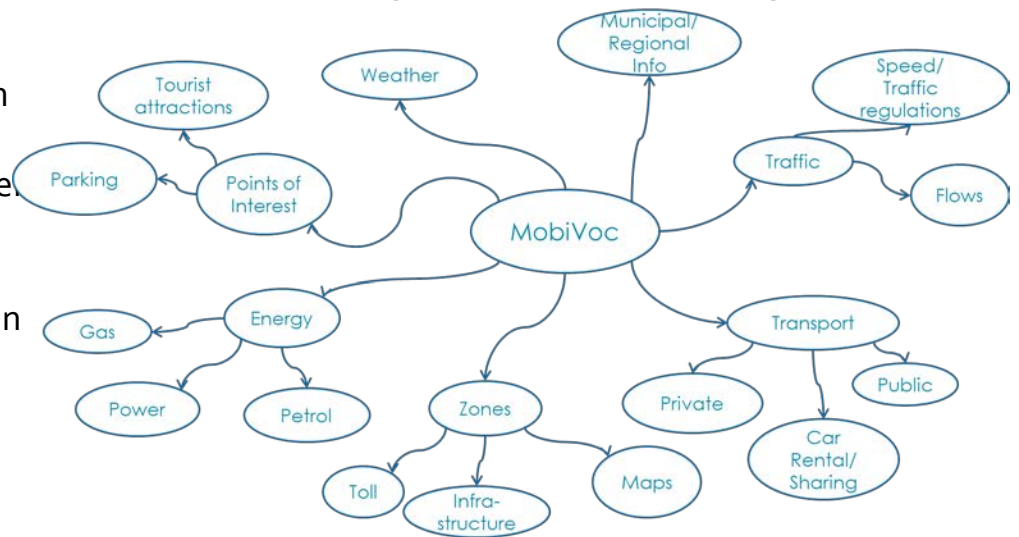 Municipal/
Regional
Info
Weather
Speed/
Traffic
regulations
Tourist
attractions
Traffic
Parking
Points of
Interest
Flows
MobiVoc
Energy
Gas
Transport
Power
Petrol
Zones
Private
Public
Car
Rental/
Sharing
Toll
Infra-
structure
Maps